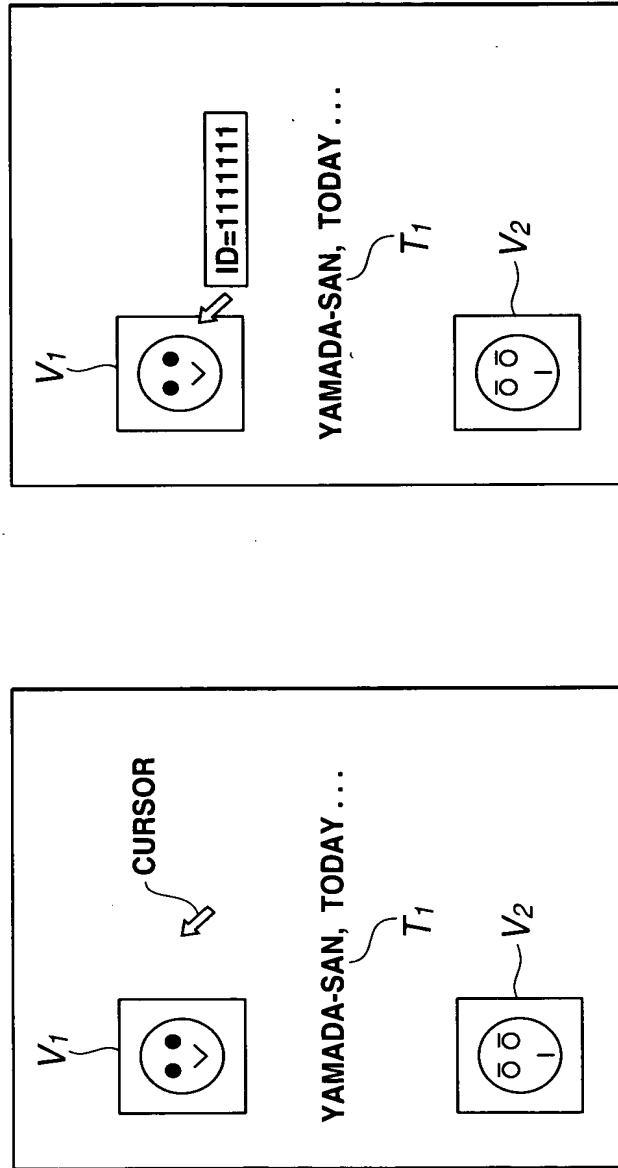 V1
CURSOR
YAMADA-SAN, TODAY...
T1
V2
V1
ID=1111111
YAMADA-SAN, TODAY...
T1
V2